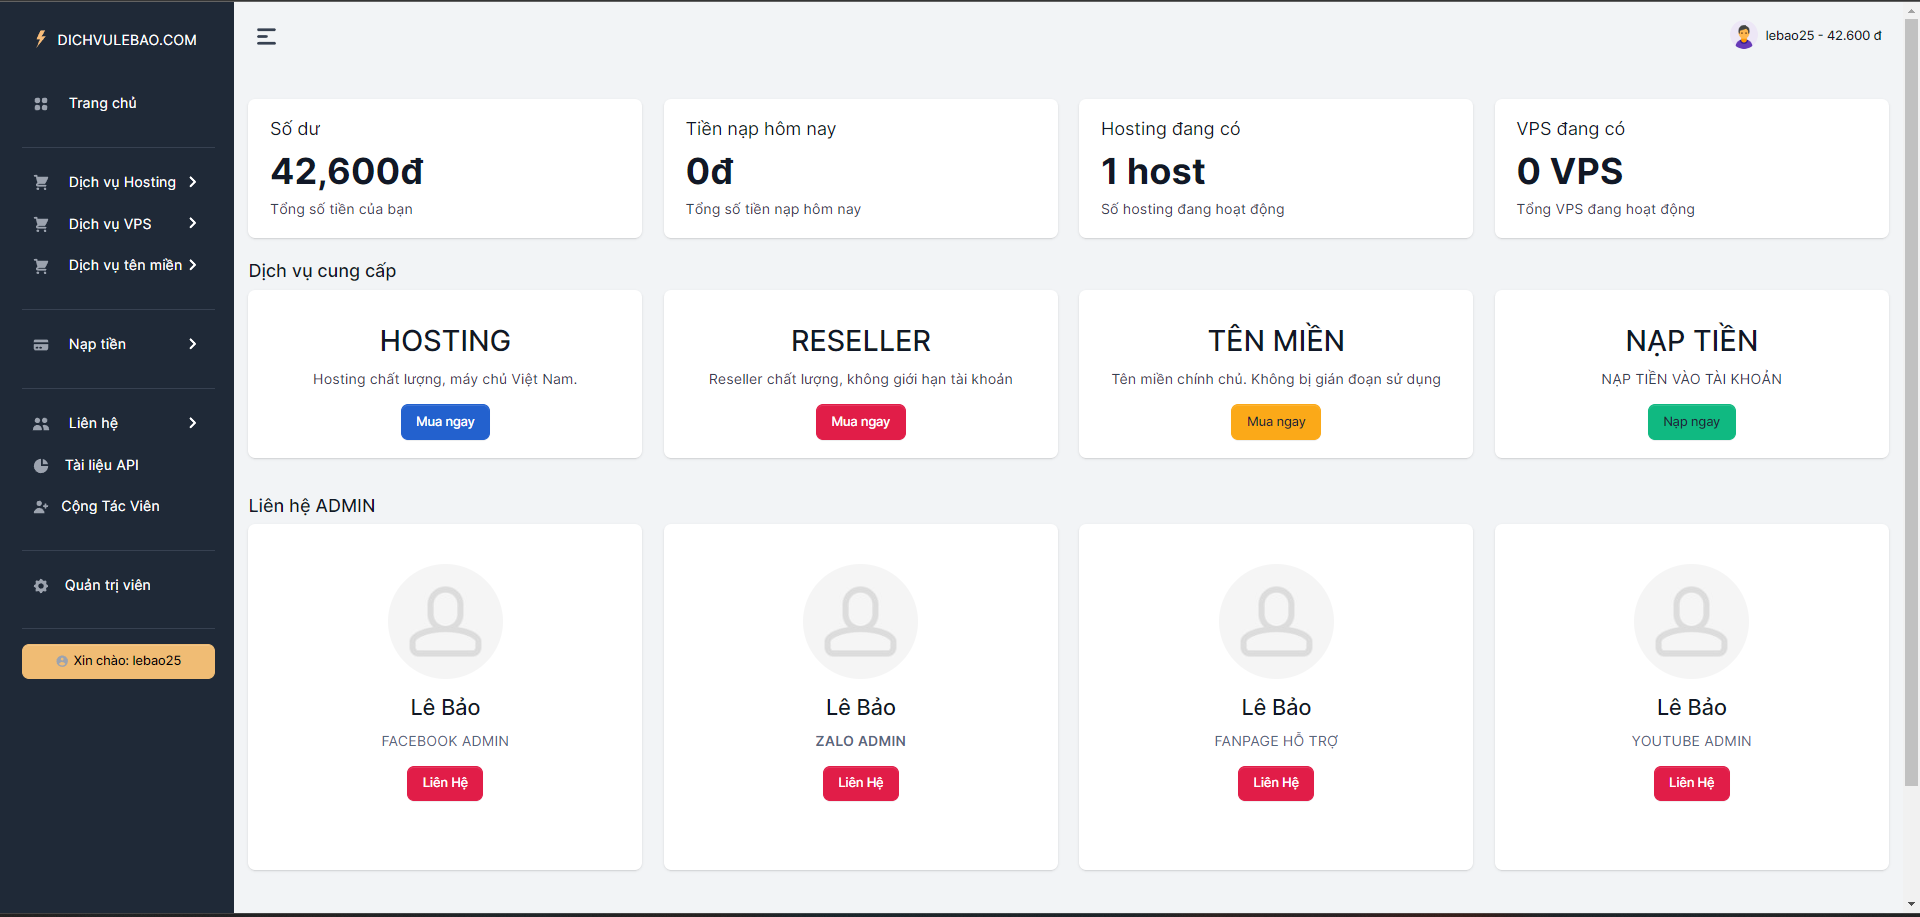 DICHVULEBAO.COM
Trang chủ
Dịch vụ Hosting
Dịch vụ VPS
Dịch vụ tên miền
Nạp tiền
Liên hệ
Tài liệu API
Cộng Tác Viên
Quản trị viên
Xin chào: lebao25
lebao25 - 42.600 đ
Số dư
42,600đ
Tổng số tiền của bạn
Tiền nạp hôm nay
0đ
Tổng số tiền nạp hôm nay
Hosting đang có
1 host
Số hosting đang hoạt động
VPS đang có
0 VPS
Tổng VPS đang hoạt động
Dịch vụ cung cấp
HOSTING
Hosting chất lượng, máy chủ Việt Nam.
Mua ngay
RESELLER
Reseller chất lượng, không giới hạn tài khoản
Mua ngay
TÊN MIỀN
Tên miền chính chủ. Không bị gián đoạn sử dụng
Mua ngay
NẠP TIỀN
NẠP TIỀN VÀO TÀI KHOẢN
Nạp ngay
Liên hệ ADMIN
Lê Bảo
FACEBOOK ADMIN
Liên Hệ
Lê Bảo
ZALO ADMIN
Liên Hệ
Lê Bảo
FANPAGE HỖ TRỢ
Liên Hệ
Lê Bảo
YOUTUBE ADMIN
Liên Hệ